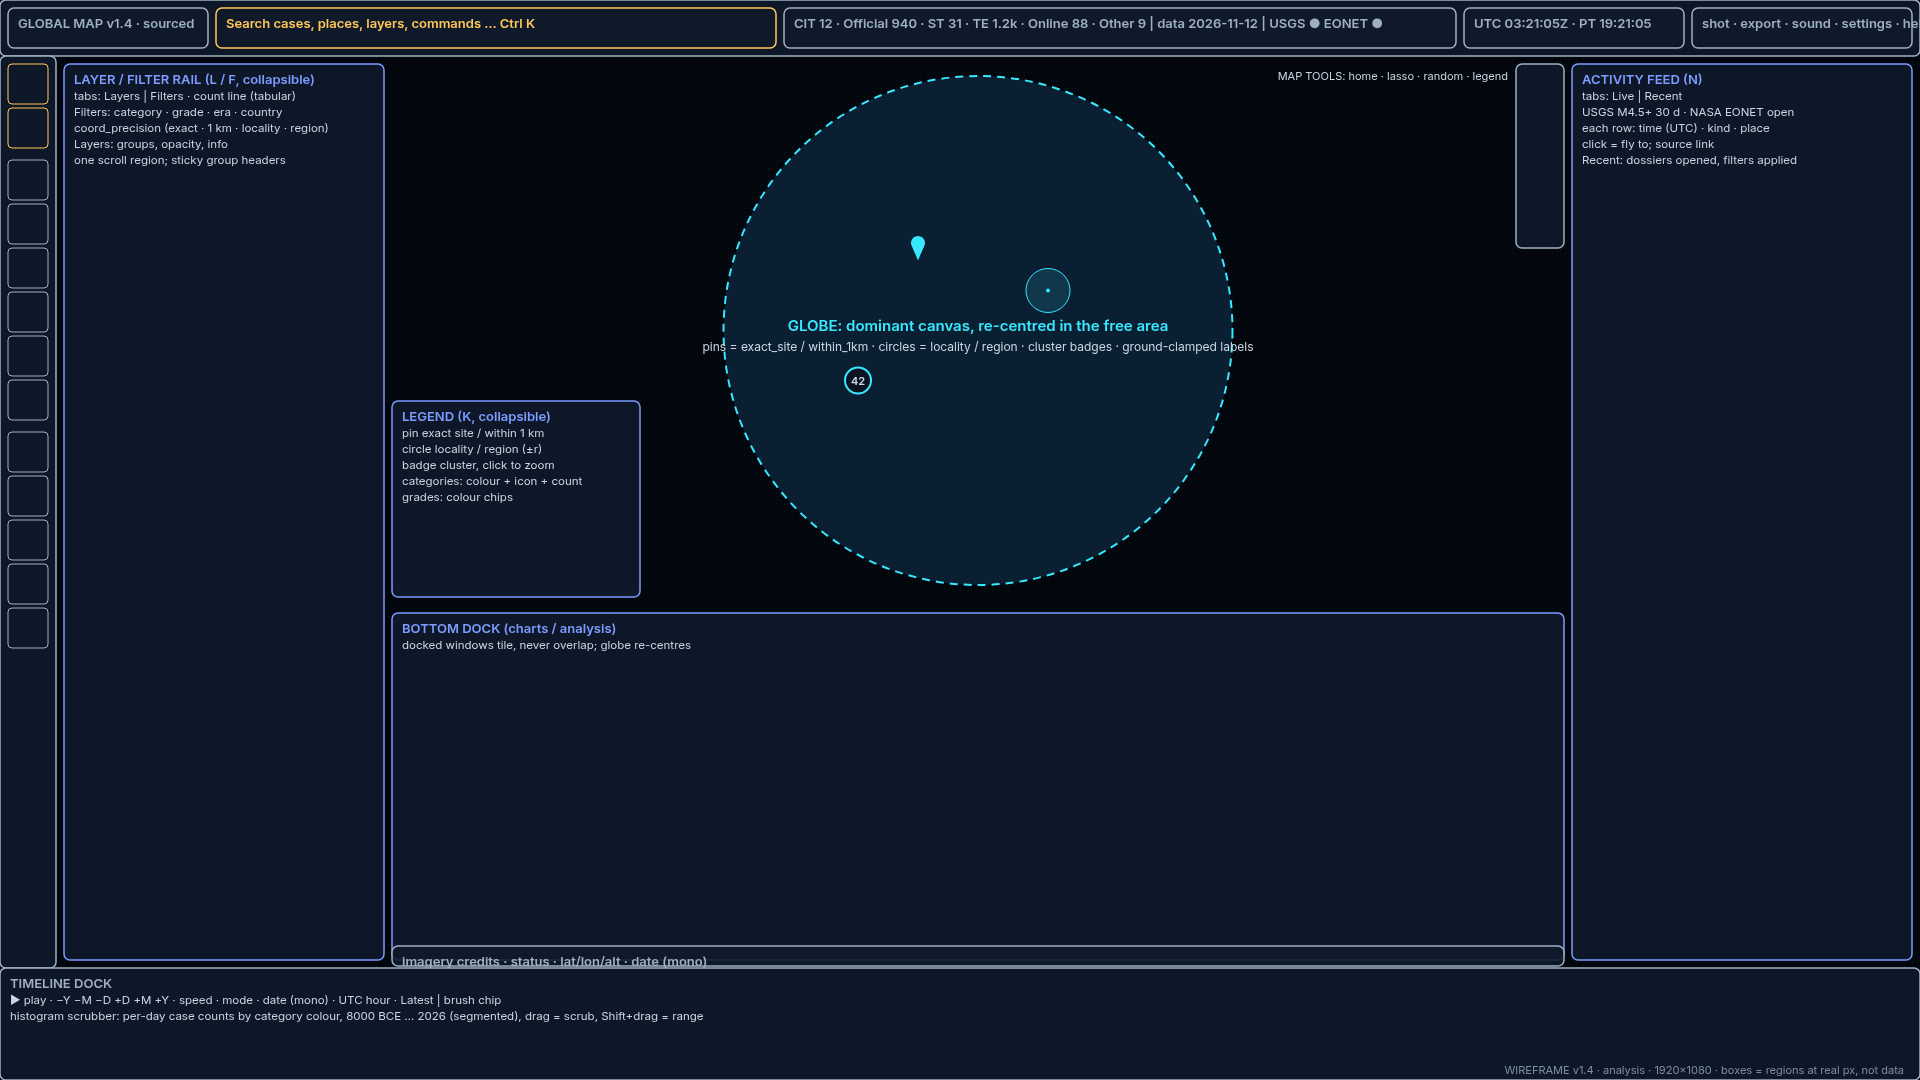 GLOBAL MAP v1.4 · sourced
Search cases, places, layers, commands … Ctrl K
CIT 12 · Official 940 · ST 31 · TE 1.2k · Online 88 · Other 9 | data 2026-11-12 | USGS ● EONET ●
UTC 03:21:05Z · PT 19:21:05
shot · export · sound · settings · he
LAYER / FILTER RAIL (L / F, collapsible)
tabs: Layers | Filters · count line (tabular)
Filters: category · grade · era · country
coord_precision (exact · 1 km · locality · region)
Layers: groups, opacity, info
one scroll region; sticky group headers
MAP TOOLS: home · lasso · random · legend
ACTIVITY FEED (N)
tabs: Live | Recent
USGS M4.5+ 30 d · NASA EONET open
each row: time (UTC) · kind · place
click = fly to; source link
Recent: dossiers opened, filters applied
GLOBE: dominant canvas, re-centred in the free area
pins = exact_site / within_1km · circles = locality / region · cluster badges · ground-clamped labels
42
LEGEND (K, collapsible)
pin exact site / within 1 km
circle locality / region (±r)
badge cluster, click to zoom
categories: colour + icon + count
grades: colour chips
BOTTOM DOCK (charts / analysis)
docked windows tile, never overlap; globe re-centres
Imagery credits · status · lat/lon/alt · date (mono)
TIMELINE DOCK
▶ play · −Y −M −D +D +M +Y · speed · mode · date (mono) · UTC hour · Latest | brush chip
histogram scrubber: per-day case counts by category colour, 8000 BCE … 2026 (segmented), drag = scrub, Shift+drag = range
WIREFRAME v1.4 · analysis · 1920×1080 · boxes = regions at real px, not data